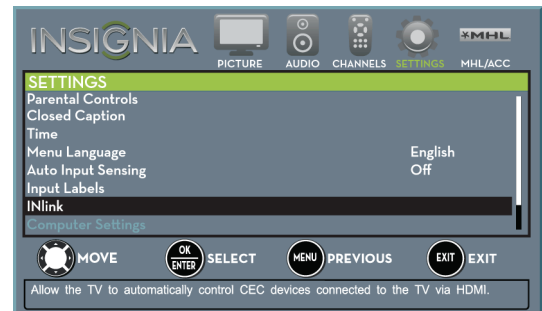 INSIGNIA
PICTURE AUDIO CHANNELS SETTINGS MHL/ACC
MHL
SETTINGS
Parental Controls
Closed Caption
Time
Menu Language English
Auto Input Sensing Off
Input Labels
INlink
Computer Settings
MOVE OK ENTER SELECT MENU PREVIOUS EXIT EXIT
Allow the TV to automatically control CEC devices connected to the TV via HDMI.